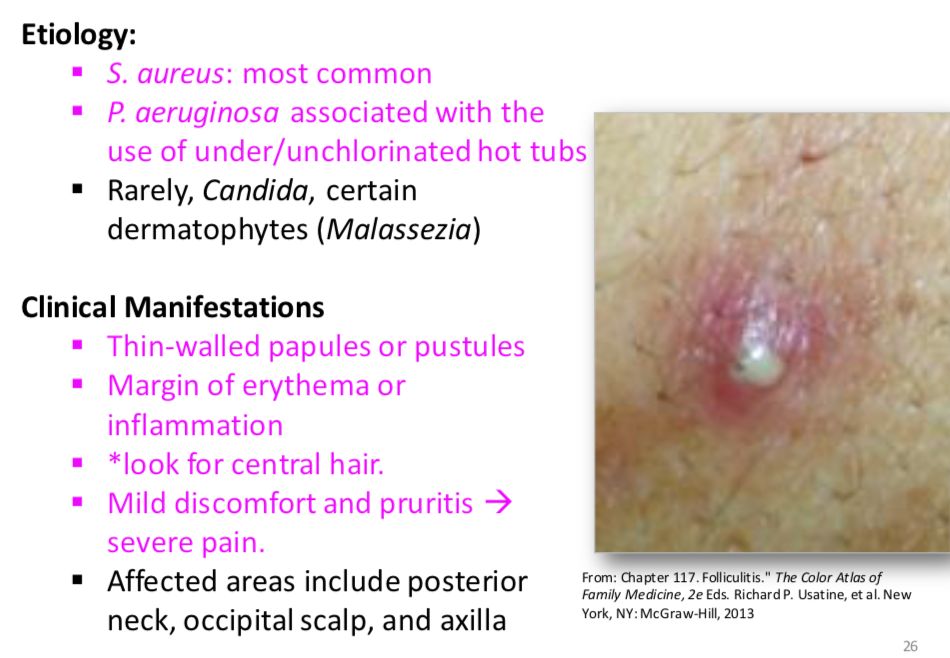 Etiology:
▪ S. aureus: most common
▪ P. aeruginosa associated with the
use of under/unchlorinated hot tubs
▪ Rarely, Candida, certain
dermatophytes (Malassezia)
Clinical Manifestations
▪ Thin-walled papules or pustules
▪ Margin of erythema or
inflammation
▪ *look for central hair.
▪ Mild discomfort and pruritis →
severe pain.
▪ Affected areas include posterior
neck, occipital scalp, and axilla
From: Chapter 117. Folliculitis." The Color Atlas of
Family Medicine, 2e Eds. Richard P. Usatine, et al. New
York, NY: McGraw-Hill, 2013
26